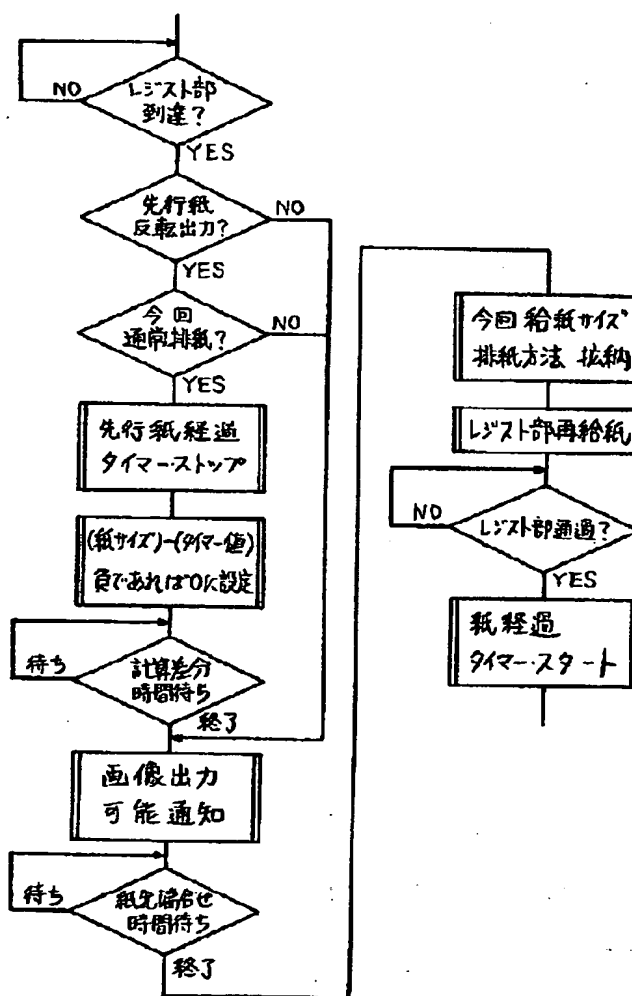 レジスト部
到達?
NO
YES
先行紙
反転出力?
NO
YES
今回
通常排紙?
NO
YES
先行紙経過
タイマーストップ
(紙サイズ)-(タイマー値)
負であれば0に設定
待ち
計算差分
時間待ち
終了
画像出力
可能通知
待ち
紙先端合せ
時間待ち
終了
今回給紙サイズ
排紙方法 拡納
レジスト部再給紙
NO
レジスト部通過?
YES
紙経過
タイマースタート